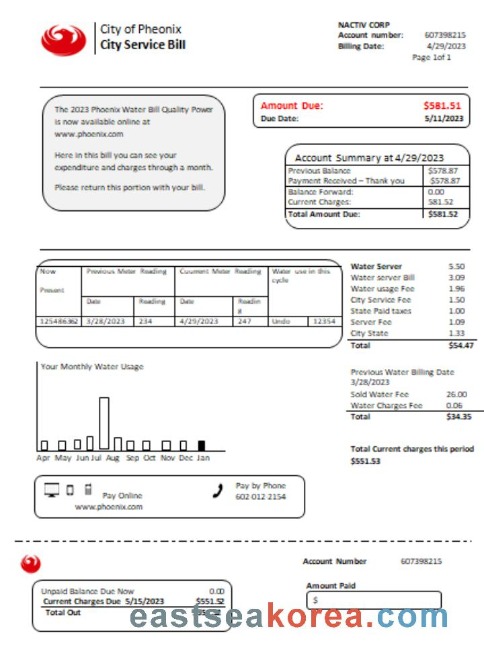 City of Pheonix
City Service Bill
NACTIV CORP
Account number: 607398215
Billing Date: 4/29/2023
Page 1of 1
The 2023 Phoenix Water Bill Quality Power
is now available online at
www.phoenix.com
Here in this bill you can see your
expenditure and charges through a month.
Please return this portion with your bill.
Amount Due: $581.51
Due Date: 5/11/2023
Account Summary at 4/29/2023
Previous Balance $578.87
Payment Received – Thank you $578.87
Balance Forward: 0.00
Current Charges: 581.52
Total Amount Due: $581.52
Now Present Previous Meter Reading Cuument Meter Reading Water use in this cycle
Date Reading Date Readin g
125486362 3/28/2023 234 4/29/2023 247 Undo 12354
Water Server 5.50
Water server Bill 3.09
Water usage Fee 1.96
City Service Fee 1.50
State Paid taxes 1.00
Server Fee 1.09
City State 1.33
Total $54.47
Your Monthly Water Usage
Apr May Jun Jul Aug Sep Oct Nov Dec Jan
Previous Water Billing Date
3/28/2023
Sold Water Fee 26.00
Water Charges Fee 0.06
Total $34.35
Total Current charges this period
$551.53
Pay Online
www.phoenix.com
Pay by Phone
602 012 2154
Account Number 607398215
Unpaid Balance Due Now 0.00
Current Charges Due 5/15/2023 $551.52
Total Out
Amount Paid
$
eastseakorea.com